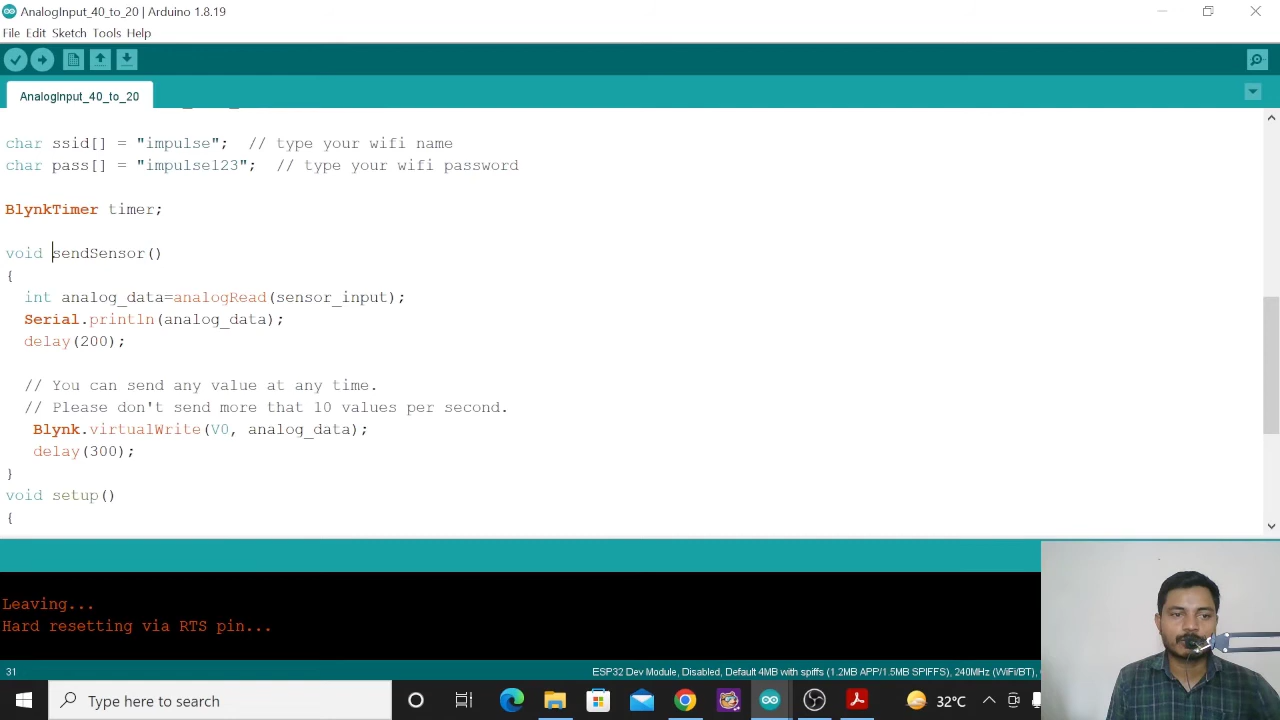 AnalogInput_40_to_20 | Arduino 1.8.19
File Edit Sketch Tools Help
AnalogInput_40_to_20
char ssid[] = "impulse";  // type your wifi name
char pass[] = "impulse123";  // type your wifi password
BlynkTimer timer;
void sendSensor()
{
int analog_data=analogRead(sensor_input);
Serial.println(analog_data);
delay(200);
// You can send any value at any time.
// Please don't send more that 10 values per second.
Blynk.virtualWrite(V0, analog_data);
delay(300);
}
void setup()
{
Leaving...
Hard resetting via RTS pin...
31
ESP32 Dev Module, Disabled, Default 4MB with spiffs (1.2MB APP/1.5MB SPIFFS), 240MHz (WiFi/BT),
Type here to search
32°C